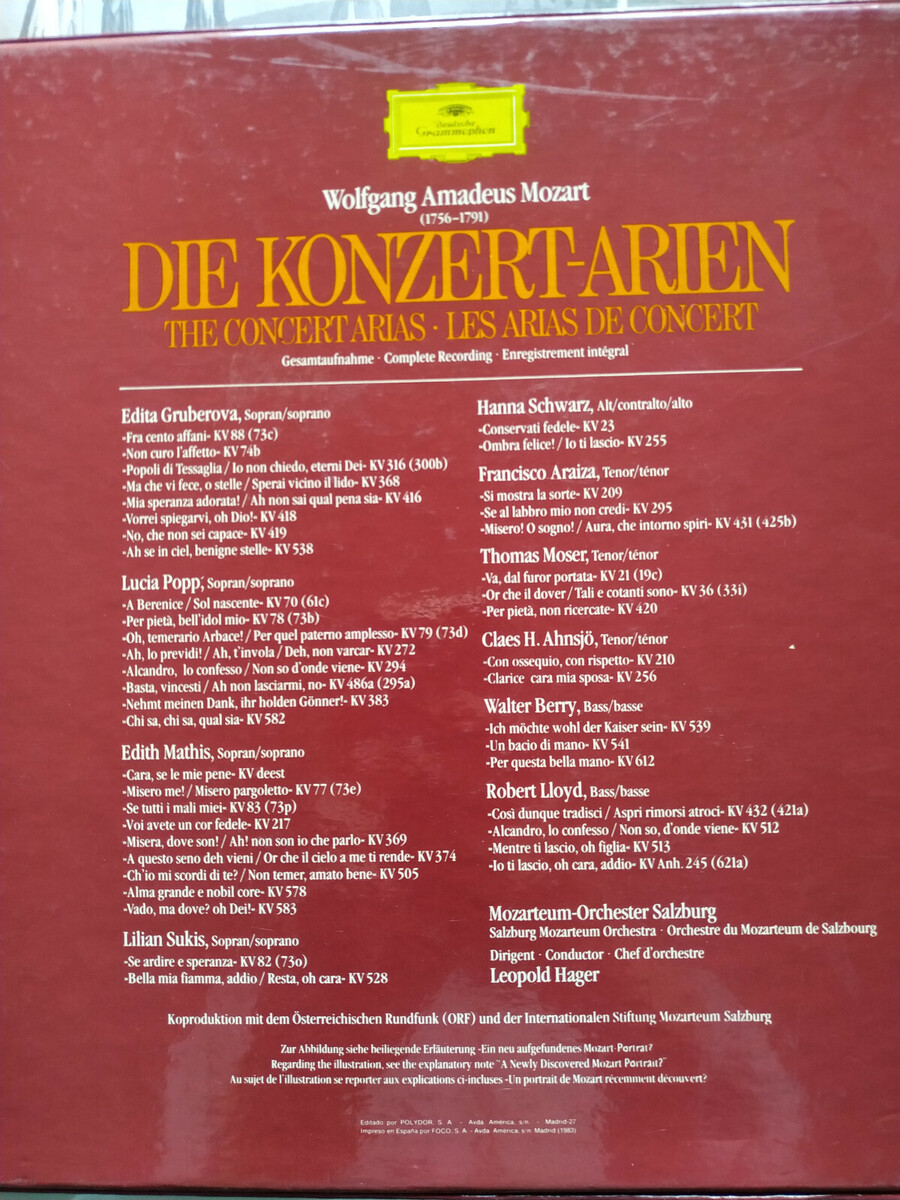 Deutsche
Grammophon
Wolfgang Amadeus Mozart
(1756-1791)
DIE KONZERT-ARIEN
THE CONCERT ARIAS · LES ARIAS DE CONCERT
Gesamtaufnahme · Complete Recording · Enregistrement intégral
Edita Gruberova, Sopran/soprano
»Fra cento affani« KV 88 (73c)
»Non curo l'affetto« KV 74b
»Popoli di Tessaglia / Io non chiedo, eterni Dei« KV 316 (300b)
»Ma che vi fece, o stelle / Sperai vicino il lido« KV 368
»Mia speranza adorata! / Ah non sai qual pena sia« KV 416
»Vorrei spiegarvi, oh Dio!« KV 418
»No, che non sei capace« KV 419
»Ah se in ciel, benigne stelle« KV 538
Lucia Popp, Sopran/soprano
»A Berenice / Sol nascente« KV 70 (61c)
»Per pietà, bell'idol mio« KV 78 (73b)
»Oh, temerario Arbace! / Per quel paterno amplesso« KV 79 (73d)
»Ah, lo previdi! / Ah, t'invola / Deh, non varcar« KV 272
»Alcandro, lo confesso / Non so d'onde viene« KV 294
»Basta, vincesti / Ah non lasciarmi, no« KV 486a (295a)
»Nehmt meinen Dank, ihr holden Gönner!« KV 383
»Chi sa, chi sa, qual sia« KV 582
Edith Mathis, Sopran/soprano
»Cara, se le mie pene« KV deest
»Misero me! / Misero pargoletto« KV 77 (73e)
»Se tutti i mali miei« KV 83 (73p)
»Voi avete un cor fedele« KV 217
»Misera, dove son! / Ah! non son io che parlo« KV 369
»A questo seno deh vieni / Or che il cielo a me ti rende« KV 374
»Ch'io mi scordi di te? / Non temer, amato bene« KV 505
»Alma grande e nobil core« KV 578
»Vado, ma dove? oh Dei!« KV 583
Lilian Sukis, Sopran/soprano
»Se ardire e speranza« KV 82 (73o)
»Bella mia fiamma, addio / Resta, oh cara« KV 528
Hanna Schwarz, Alt/contralto/alto
»Conservati fedele« KV 23
»Ombra felice! / Io ti lascio« KV 255
Francisco Araiza, Tenor/ténor
»Si mostra la sorte« KV 209
»Se al labbro mio non credi« KV 295
»Misero! O sogno! / Aura, che intorno spiri« KV 431 (425b)
Thomas Moser, Tenor/ténor
»Va, dal furor portata« KV 21 (19c)
»Or che il dover / Tali e cotanti sono« KV 36 (33i)
»Per pietà, non ricercate« KV 420
Claes H. Ahnsjö, Tenor/ténor
»Con ossequio, con rispetto« KV 210
»Clarice cara mia sposa« KV 256
Walter Berry, Bass/basse
»Ich möchte wohl der Kaiser sein« KV 539
»Un bacio di mano« KV 541
»Per questa bella mano« KV 612
Robert Lloyd, Bass/basse
»Così dunque tradisci / Aspri rimorsi atroci« KV 432 (421a)
»Alcandro, lo confesso / Non so, d'onde viene« KV 512
»Mentre ti lascio, oh figlia« KV 513
»Io ti lascio, oh cara, addio« KV Anh. 245 (621a)
Mozarteum-Orchester Salzburg
Salzburg Mozarteum Orchestra · Orchestre du Mozarteum de Salzbourg
Dirigent · Conductor · Chef d'orchestre
Leopold Hager
Koproduktion mit dem Österreichischen Rundfunk (ORF) und der Internationalen Stiftung Mozarteum Salzburg
Zur Abbildung siehe beiliegende Erläuterung »Ein neu aufgefundenes Mozart-Porträt?
Regarding the illustration, see the explanatory note "A Newly Discovered Mozart Portrait?"
Au sujet de l'illustration se reporter aux explications ci-incluses »Un portrait de Mozart récemment découvert?
Editado por POLYDOR, S. A. - Avda. América, s/n. - Madrid-27
Impreso en España por FOCO, S. A. - Avda. América, s/n. Madrid (1983)